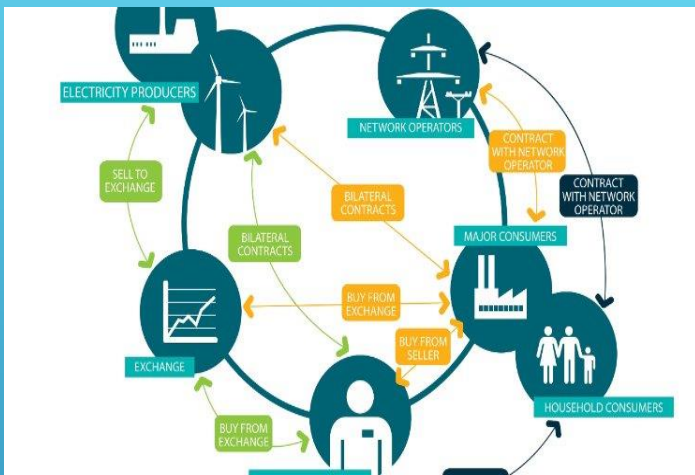 ELECTRICITY PRODUCERS
NETWORK OPERATORS
SELL TO
EXCHANGE
CONTRACT
WITH NETWORK
OPERATOR
CONTRACT
WITH NETWORK
OPERATOR
BILATERAL
CONTRACTS
BILATERAL
CONTRACTS
MAJOR CONSUMERS
BUY FROM
EXCHANGE
BUY FROM
SELLER
EXCHANGE
HOUSEHOLD CONSUMERS
BUY FROM
EXCHANGE